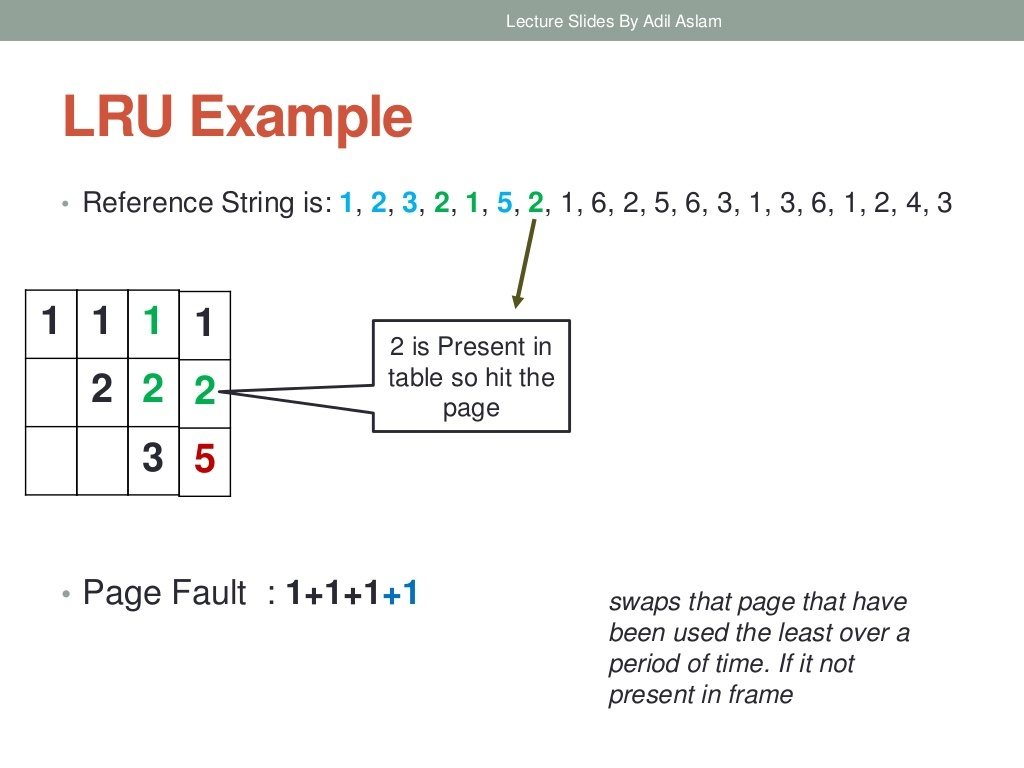 Lecture Slides By Adil Aslam
LRU Example
• Reference String is: 1, 2, 3, 2, 1, 5, 2, 1, 6, 2, 5, 6, 3, 1, 3, 6, 1, 2, 4, 3
1 1 1 1
2 2 2
3 5
2 is Present in
table so hit the
page
• Page Fault : 1+1+1+1
swaps that page that have
been used the least over a
period of time. If it not
present in frame